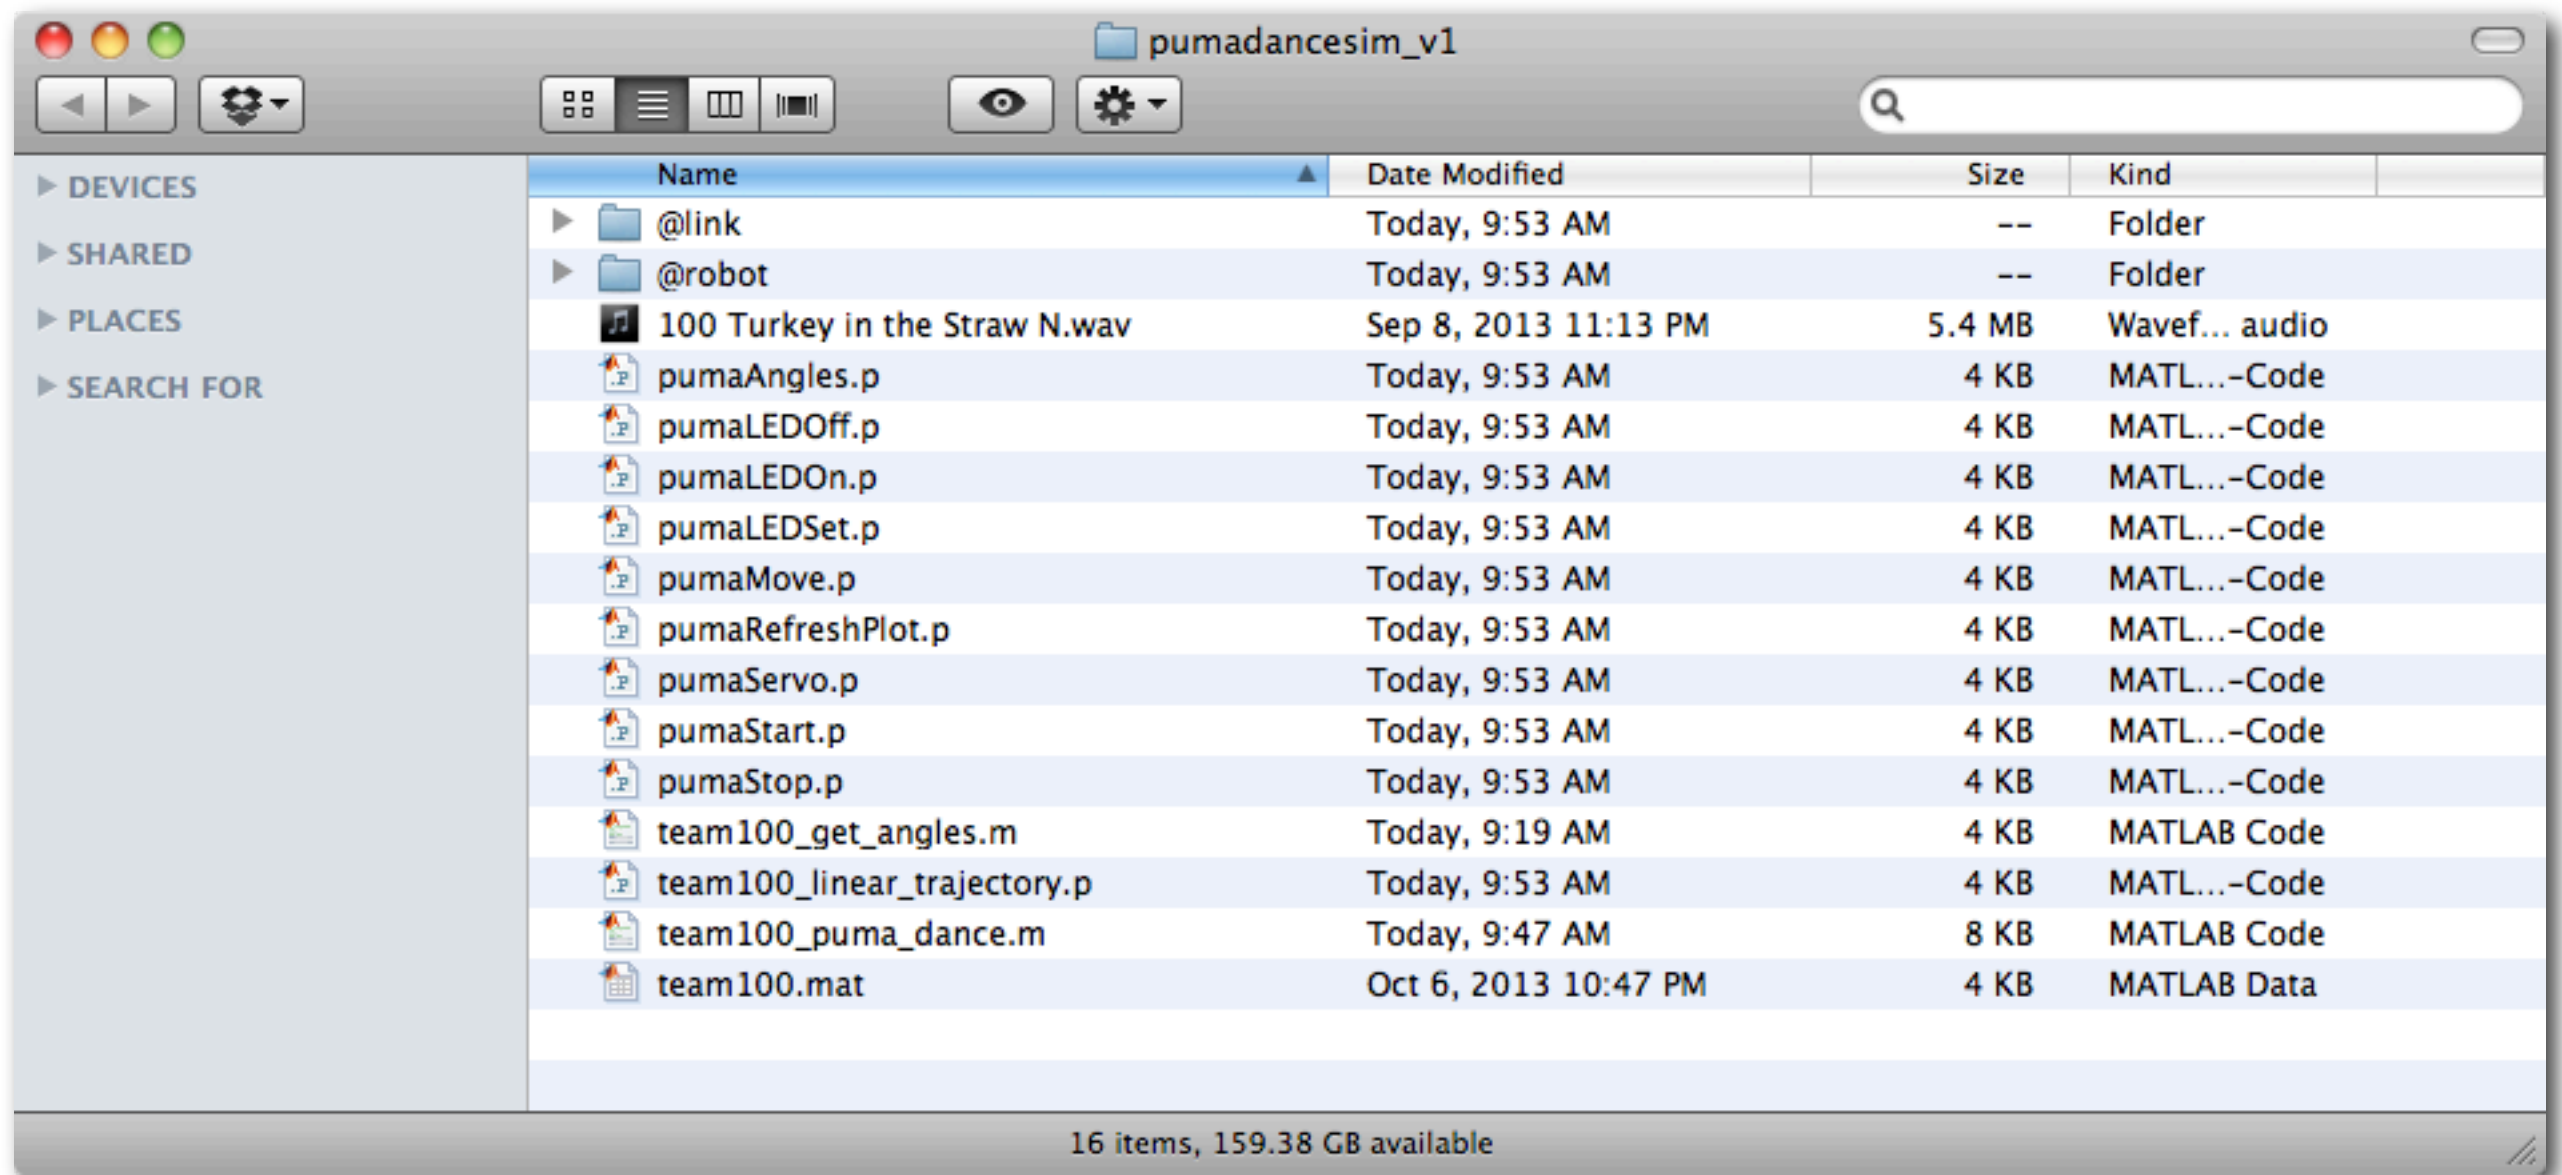 pumadancesim_v1
DEVICES
SHARED
PLACES
SEARCH FOR
Name Date Modified Size Kind
@link Today, 9:53 AM -- Folder
@robot Today, 9:53 AM -- Folder
100 Turkey in the Straw N.wav Sep 8, 2013 11:13 PM 5.4 MB Wavef... audio
pumaAngles.p Today, 9:53 AM 4 KB MATL...-Code
pumaLEDOff.p Today, 9:53 AM 4 KB MATL...-Code
pumaLEDOn.p Today, 9:53 AM 4 KB MATL...-Code
pumaLEDSet.p Today, 9:53 AM 4 KB MATL...-Code
pumaMove.p Today, 9:53 AM 4 KB MATL...-Code
pumaRefreshPlot.p Today, 9:53 AM 4 KB MATL...-Code
pumaServo.p Today, 9:53 AM 4 KB MATL...-Code
pumaStart.p Today, 9:53 AM 4 KB MATL...-Code
pumaStop.p Today, 9:53 AM 4 KB MATL...-Code
team100_get_angles.m Today, 9:19 AM 4 KB MATLAB Code
team100_linear_trajectory.p Today, 9:53 AM 4 KB MATL...-Code
team100_puma_dance.m Today, 9:47 AM 8 KB MATLAB Code
team100.mat Oct 6, 2013 10:47 PM 4 KB MATLAB Data
16 items, 159.38 GB available